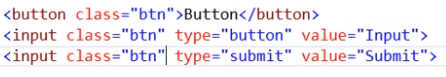 <button class="btn">Button</button>
<input class="btn" type="button" value="Input">
<input class="btn" type="submit" value="Submit">